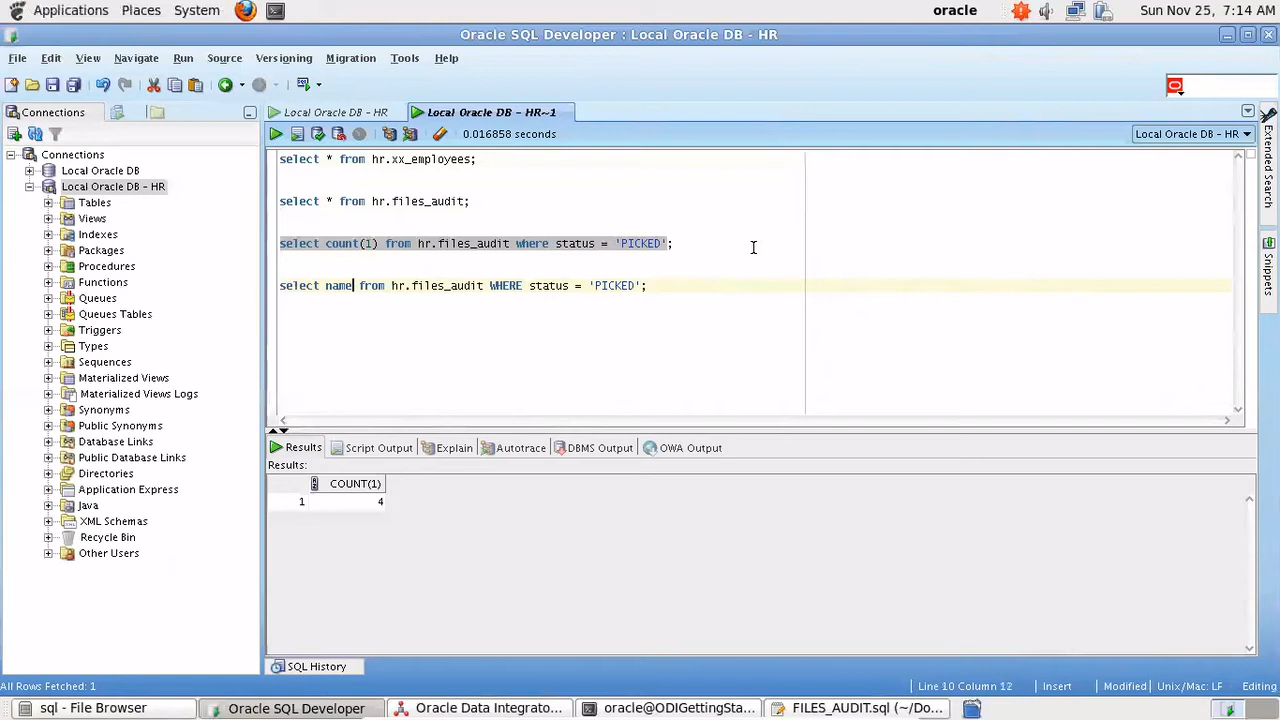 Applications Places System oracle Sun Nov 25, 7:14 AM
Oracle SQL Developer : Local Oracle DB - HR
File Edit View Navigate Run Source Versioning Migration Tools Help
Connections Local Oracle DB - HR Local Oracle DB - HR~1
0.016858 seconds Local Oracle DB - HR
Connections
Local Oracle DB
Local Oracle DB - HR
Tables
Views
Indexes
Packages
Procedures
Functions
Queues
Queues Tables
Triggers
Types
Sequences
Materialized Views
Materialized Views Logs
Synonyms
Public Synonyms
Database Links
Public Database Links
Directories
Application Express
Java
XML Schemas
Recycle Bin
Other Users
select * from hr.xx_employees;
select * from hr.files_audit;
select count(1) from hr.files_audit where status = 'PICKED';
select name from hr.files_audit WHERE status = 'PICKED';
Extended Search
Snippets
Results Script Output Explain Autotrace DBMS Output OWA Output
Results:
COUNT(1)
1 4
SQL History
All Rows Fetched: 1 Line 10 Column 12 Insert Modified Unix/Mac: LF Editing
sql - File Browser Oracle SQL Developer Oracle Data Integrato... oracle@ODIGettingSta... FILES_AUDIT.sql (~/Do...